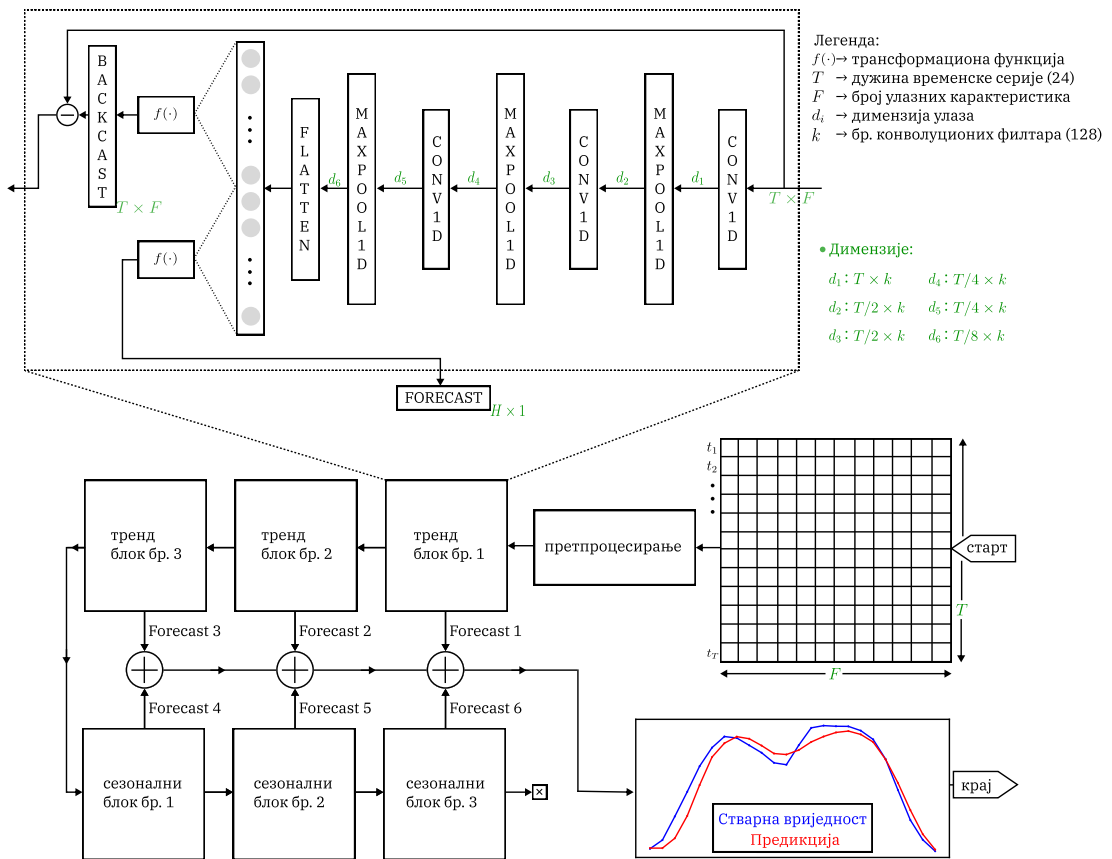 Легенда:
f(·)→ трансформациона функција
T → дужина временске серије (24)
F → број улазних карактеристика
dᵢ → димензија улаза
k → бр. конволуционих филтара (128)
BACKCAST
f(·)
f(·)
FLATTEN
MAXPOOL1D
CONV1D
MAXPOOL1D
CONV1D
MAXPOOL1D
CONV1D
d₆
d₅
d₄
d₃
d₂
d₁
T × F
T × F
• Димензије:
d₁: T × k d₄: T/4 × k
d₂: T/2 × k d₅: T/4 × k
d₃: T/2 × k d₆: T/8 × k
FORECAST
H × 1
t₁
t₂
t_T
T
F
старт
претпроцесирање
тренд
блок бр. 1
тренд
блок бр. 2
тренд
блок бр. 3
Forecast 3
Forecast 2
Forecast 1
Forecast 4
Forecast 5
Forecast 6
сезонални
блок бр. 1
сезонални
блок бр. 2
сезонални
блок бр. 3
Стварна вриједност
Предикција
крај